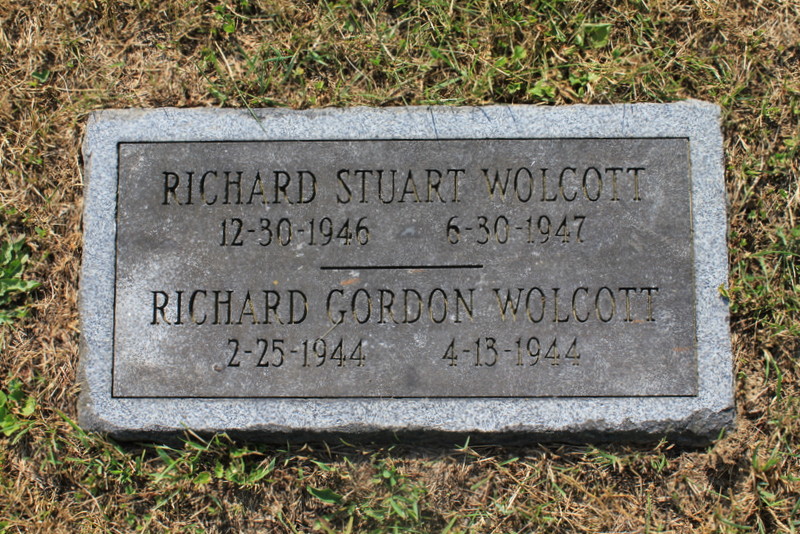 RICHARD STUART WOLCOTT
12-30-1946 6-30-1947
RICHARD GORDON WOLCOTT
2-25-1944 4-13-1944